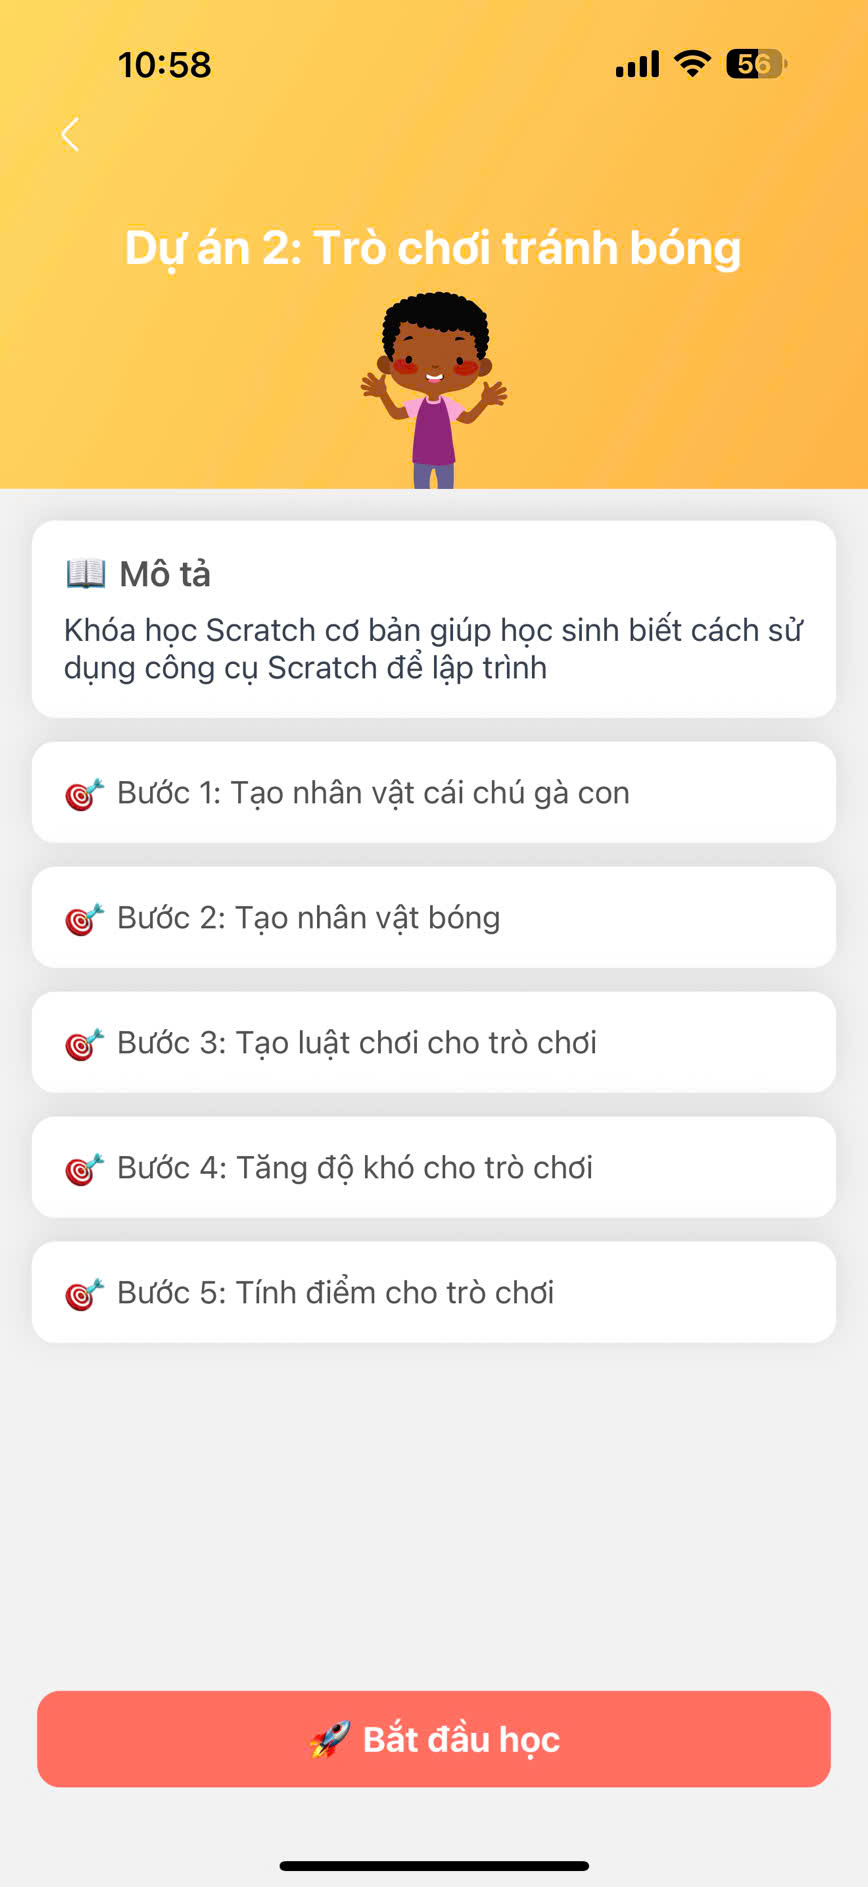 10:58
56
Dự án 2: Trò chơi tránh bóng
Mô tả
Khóa học Scratch cơ bản giúp học sinh biết cách sử
dụng công cụ Scratch để lập trình
Bước 1: Tạo nhân vật cái chú gà con
Bước 2: Tạo nhân vật bóng
Bước 3: Tạo luật chơi cho trò chơi
Bước 4: Tăng độ khó cho trò chơi
Bước 5: Tính điểm cho trò chơi
Bắt đầu học